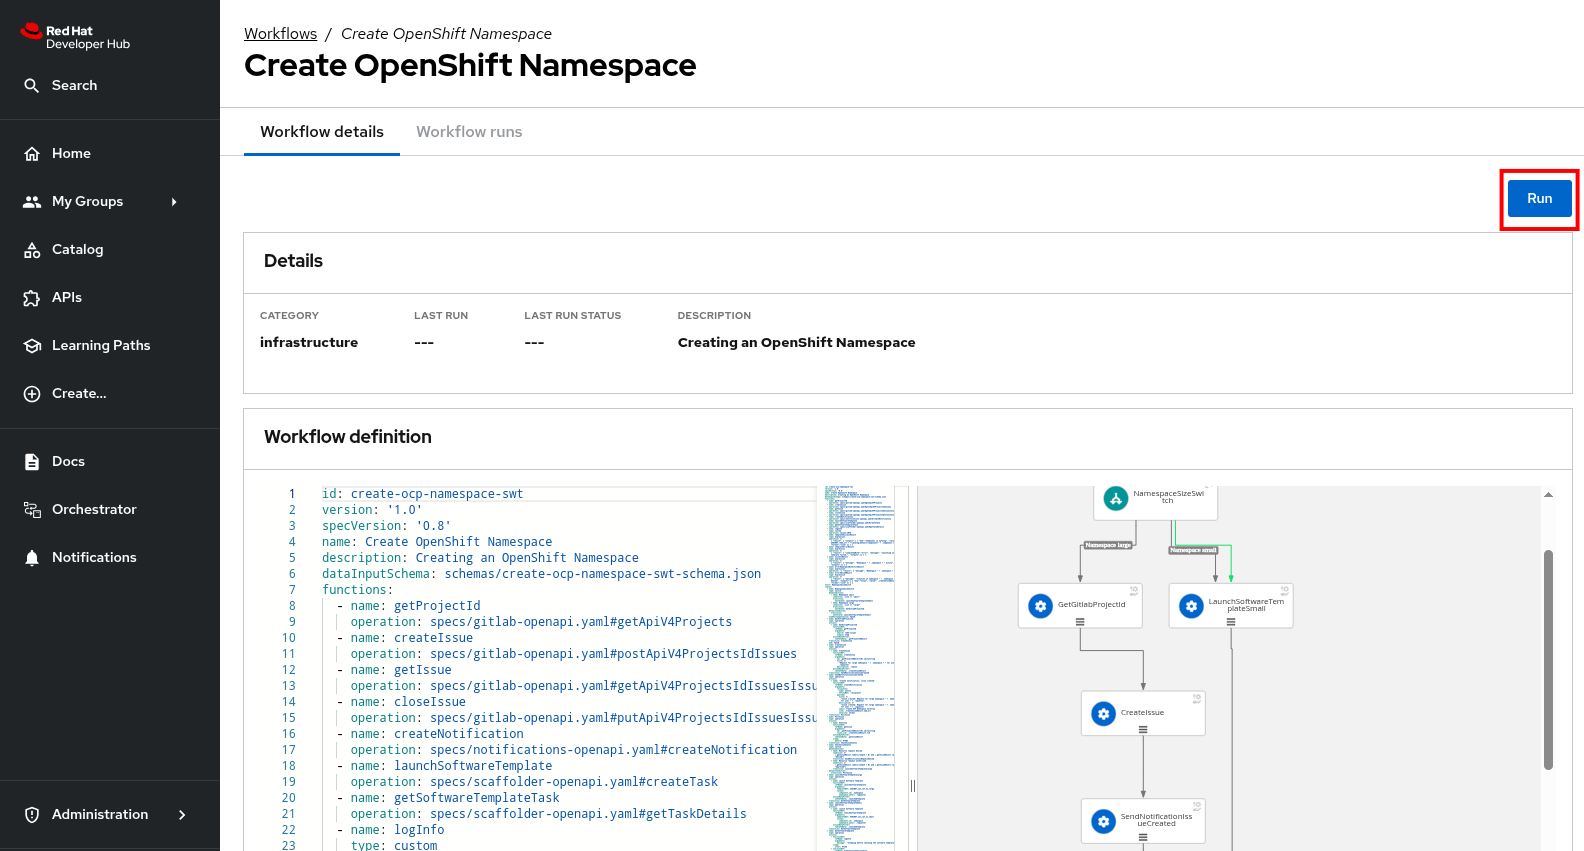 Red Hat
Developer Hub
Search
Home
My Groups
Catalog
APIs
Learning Paths
Create...
Docs
Orchestrator
Notifications
Administration
Workflows / Create OpenShift Namespace
Create OpenShift Namespace
Workflow details Workflow runs
Run
Details
CATEGORY LAST RUN LAST RUN STATUS DESCRIPTION
infrastructure --- --- Creating an OpenShift Namespace
Workflow definition
1 id: create-ocp-namespace-swt
2 version: '1.0'
3 specVersion: '0.8'
4 name: Create OpenShift Namespace
5 description: Creating an OpenShift Namespace
6 dataInputSchema: schemas/create-ocp-namespace-swt-schema.json
7 functions:
8 - name: getProjectId
9 operation: specs/gitlab-openapi.yaml#getApiV4Projects
10 - name: createIssue
11 operation: specs/gitlab-openapi.yaml#postApiV4ProjectsIdIssues
12 - name: getIssue
13 operation: specs/gitlab-openapi.yaml#getApiV4ProjectsIdIssuesIssu
14 - name: closeIssue
15 operation: specs/gitlab-openapi.yaml#putApiV4ProjectsIdIssuesIssu
16 - name: createNotification
17 operation: specs/notifications-openapi.yaml#createNotification
18 - name: launchSoftwareTemplate
19 operation: specs/scaffolder-openapi.yaml#createTask
20 - name: getSoftwareTemplateTask
21 operation: specs/scaffolder-openapi.yaml#getTaskDetails
22 - name: logInfo
23 type: custom
NamespaceSizeSwi
tch
Namespace large
Namespace small
GetGitlabProjectId
LaunchSoftwareTem
plateSmall
CreateIssue
SendNotificationIss
ueCreated